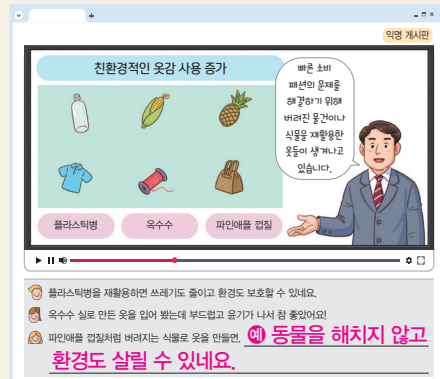 익명 게시판
친환경적인 옷감 사용 증가
빠른 소비
패션의 문제를
해결하기 위해
버려진 물건이나
식물을 재활용한
옷들이 생겨나고
있습니다.
플라스틱병
옥수수
파인애플 껍질
플라스틱병을 재활용하면 쓰레기도 줄이고 환경도 보호할 수 있네요.
옥수수 실로 만든 옷을 입어 봤는데 부드럽고 윤기가 나서 참 좋았어요!
파인애플 껍질처럼 버려지는 식물로 옷을 만들면, 예 동물을 해치지 않고
환경도 살릴 수 있네요.